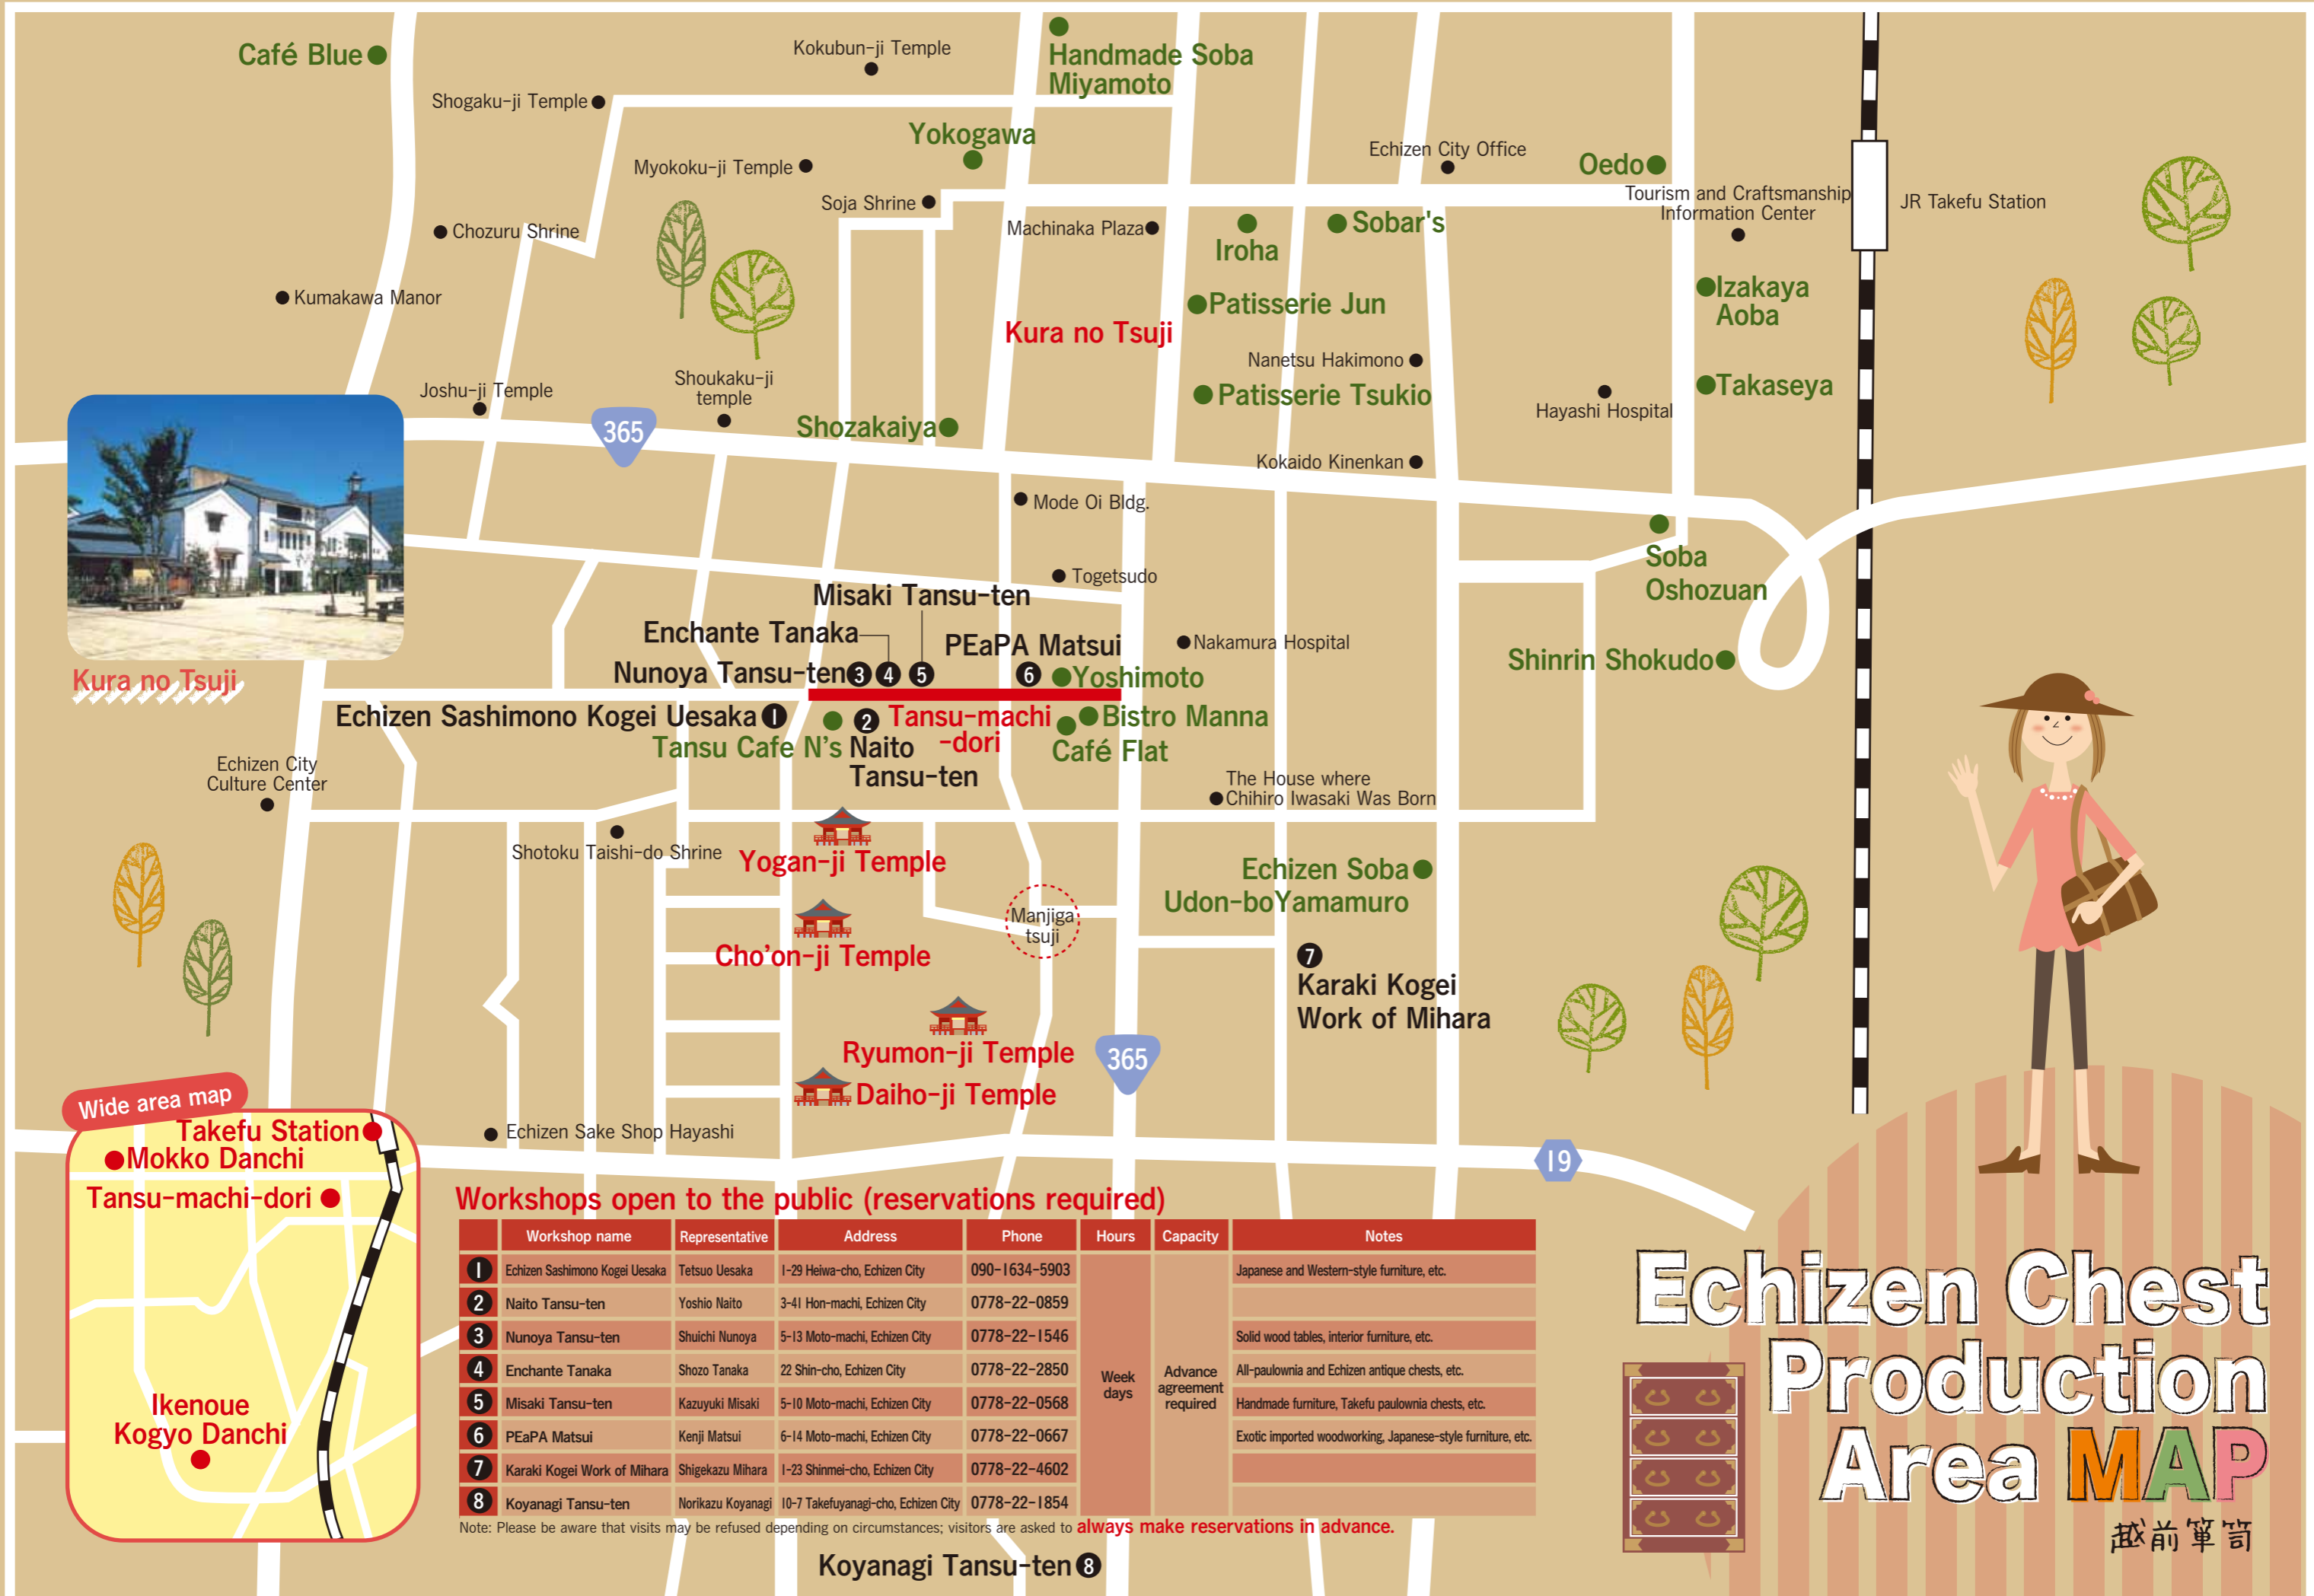 Café Blue
Kokubun-ji Temple
Handmade Soba
Miyamoto
Shogaku-ji Temple
Yokogawa
Myokoku-ji Temple
Echizen City Office
Oedo
Soja Shrine
Tourism and Craftsmanship
Information Center
JR Takefu Station
Chozuru Shrine
Machinaka Plaza
Iroha
Sobar's
Kumakawa Manor
Izakaya
Aoba
Patisserie Jun
Kura no Tsuji
Nanetsu Hakimono
Joshu-ji Temple
Shoukaku-ji
temple
Patisserie Tsukio
Takaseya
Hayashi Hospital
365
Shozakaiya
Kokaido Kinenkan
Mode Oi Bldg.
Soba
Oshozuan
Togetsudo
Misaki Tansu-ten
Enchante Tanaka
PEaPA Matsui
Nakamura Hospital
Shinrin Shokudo
Nunoya Tansu-ten 3 4 5
6
Yoshimoto
Kura no Tsuji
Echizen Sashimono Kogei Uesaka 1
2
Tansu-machi
-dori
Bistro Manna
Tansu Cafe N's
Naito
Tansu-ten
Café Flat
Echizen City
Culture Center
The House where
Chihiro Iwasaki Was Born
Shotoku Taishi-do Shrine
Yogan-ji Temple
Echizen Soba
Udon-boYamamuro
Manjiga
tsuji
Cho'on-ji Temple
7
Karaki Kogei
Work of Mihara
Ryumon-ji Temple
365
Daiho-ji Temple
Echizen Sake Shop Hayashi
19
Wide area map
Takefu Station
Mokko Danchi
Tansu-machi-dori
Ikenoue
Kogyo Danchi
Workshops open to the public (reservations required)
Workshop name Representative Address Phone Hours Capacity Notes
1 Echizen Sashimono Kogei Uesaka Tetsuo Uesaka 1-29 Heiwa-cho, Echizen City 090-1634-5903 Japanese and Western-style furniture, etc.
2 Naito Tansu-ten Yoshio Naito 3-41 Hon-machi, Echizen City 0778-22-0859
3 Nunoya Tansu-ten Shuichi Nunoya 5-13 Moto-machi, Echizen City 0778-22-1546 Solid wood tables, interior furniture, etc.
4 Enchante Tanaka Shozo Tanaka 22 Shin-cho, Echizen City 0778-22-2850 All-paulownia and Echizen antique chests, etc.
Week
days
Advance
agreement
required
5 Misaki Tansu-ten Kazuyuki Misaki 5-10 Moto-machi, Echizen City 0778-22-0568 Handmade furniture, Takefu paulownia chests, etc.
6 PEaPA Matsui Kenji Matsui 6-14 Moto-machi, Echizen City 0778-22-0667 Exotic imported woodworking, Japanese-style furniture, etc.
7 Karaki Kogei Work of Mihara Shigekazu Mihara 1-23 Shinmei-cho, Echizen City 0778-22-4602
8 Koyanagi Tansu-ten Norikazu Koyanagi 10-7 Takefuyanagi-cho, Echizen City 0778-22-1854
Note: Please be aware that visits may be refused depending on circumstances; visitors are asked to always make reservations in advance.
Koyanagi Tansu-ten 8
Echizen Chest
Production
Area MAP
越前箪笥